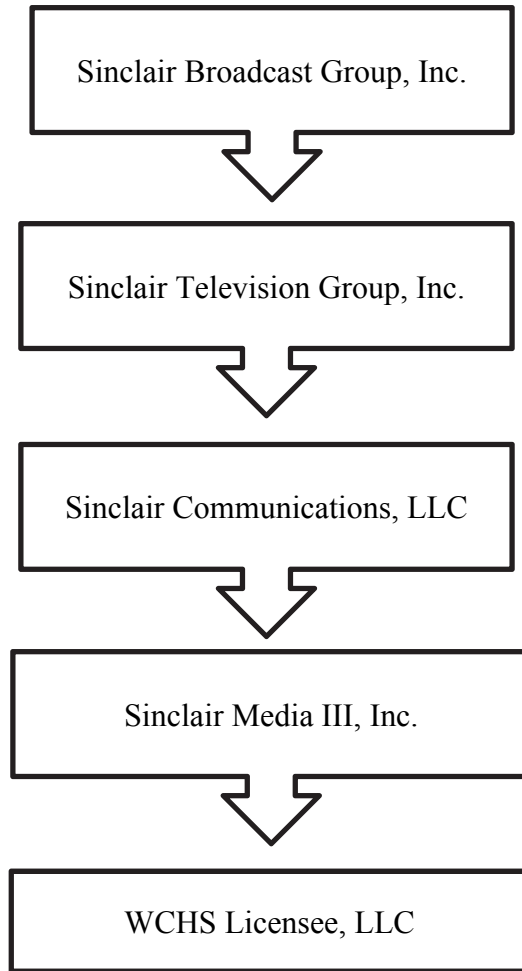 Sinclair Broadcast Group, Inc.
Sinclair Television Group, Inc.
Sinclair Communications, LLC
Sinclair Media III, Inc.
WCHS Licensee, LLC